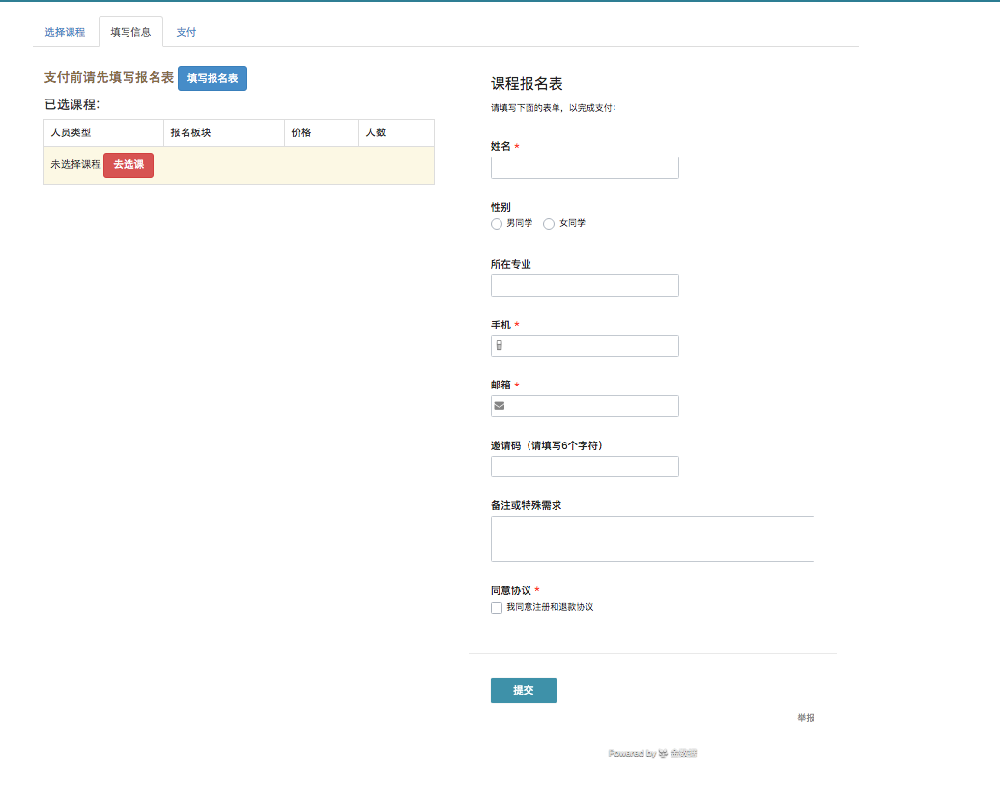 选择课程 填写信息 支付
支付前请先填写报名表 填写报名表
已选课程:
人员类型 报名板块 价格 人数
未选择课程 去选课
课程报名表
请填写下面的表单，以完成支付:
姓名 *
性别
男同学 女同学
所在专业
手机 *
邮箱 *
邀请码（请填写6个字符）
备注或特殊需求
同意协议 *
我同意注册和退款协议
提交
举报
Powered by 金数据